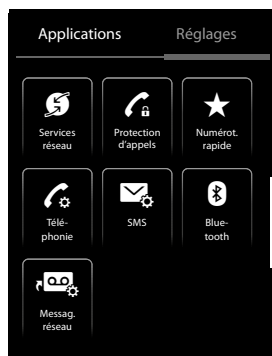 Applications Réglages
Services Protection Numérot.
réseau d'appels rapide
Télé- SMS Blue-
phonie tooth
Messag.
réseau